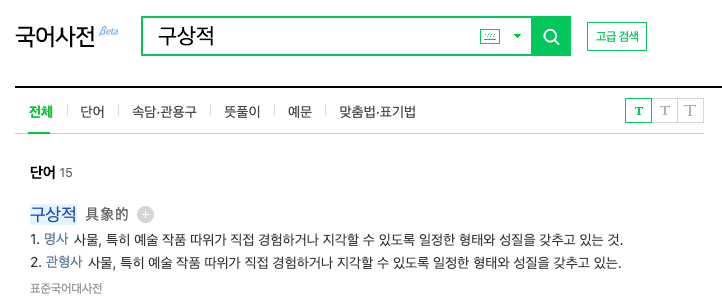 국어사전 Beta
구상적
고급 검색
전체 단어 속담·관용구 뜻풀이 예문 맞춤법·표기법
T T T
단어 15
구상적 具象的
1. 명사 사물, 특히 예술 작품 따위가 직접 경험하거나 지각할 수 있도록 일정한 형태와 성질을 갖추고 있는 것.
2. 관형사 사물, 특히 예술 작품 따위가 직접 경험하거나 지각할 수 있도록 일정한 형태와 성질을 갖추고 있는.
표준국어대사전